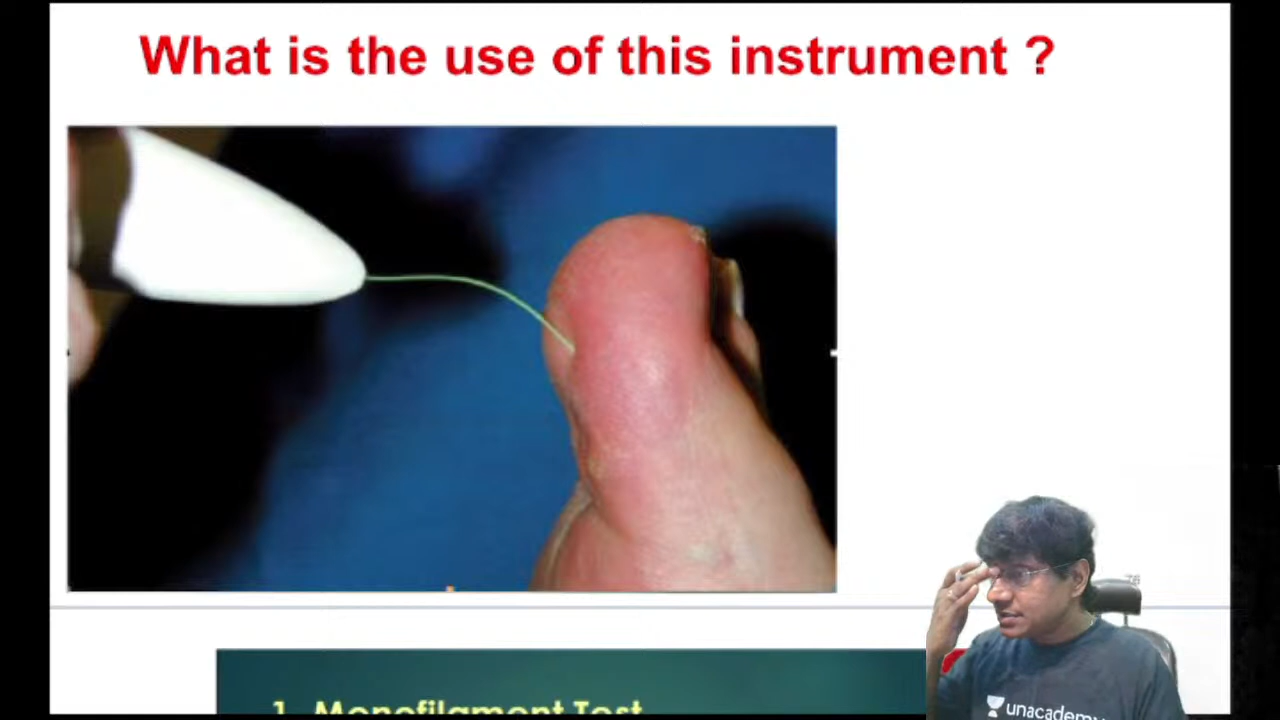 What is the use of this instrument ?
1. Monofilament Test
unacademy